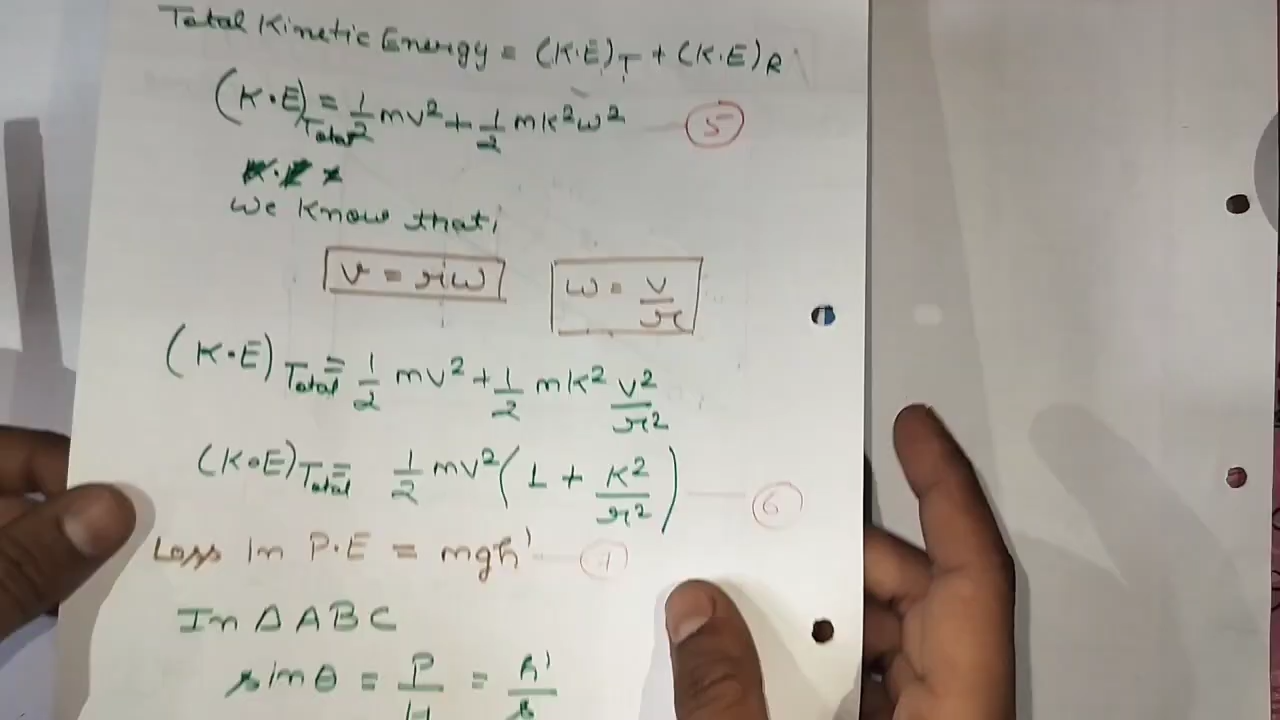 Total Kinetic Energy = (K.E)T + (K.E)R
(K.E)Total = 1/2 mv² + 1/2 mk²ω² ⑤
We know that;
v = rω ω = v/r
(K.E)Total = 1/2 mv² + 1/2 mk² v²/r²
(K.E)Total = 1/2 mv² (1 + k²/r²) ⑥
Loss in P.E = mgh' ①
In Δ ABC
sin θ = P/H = h'/s